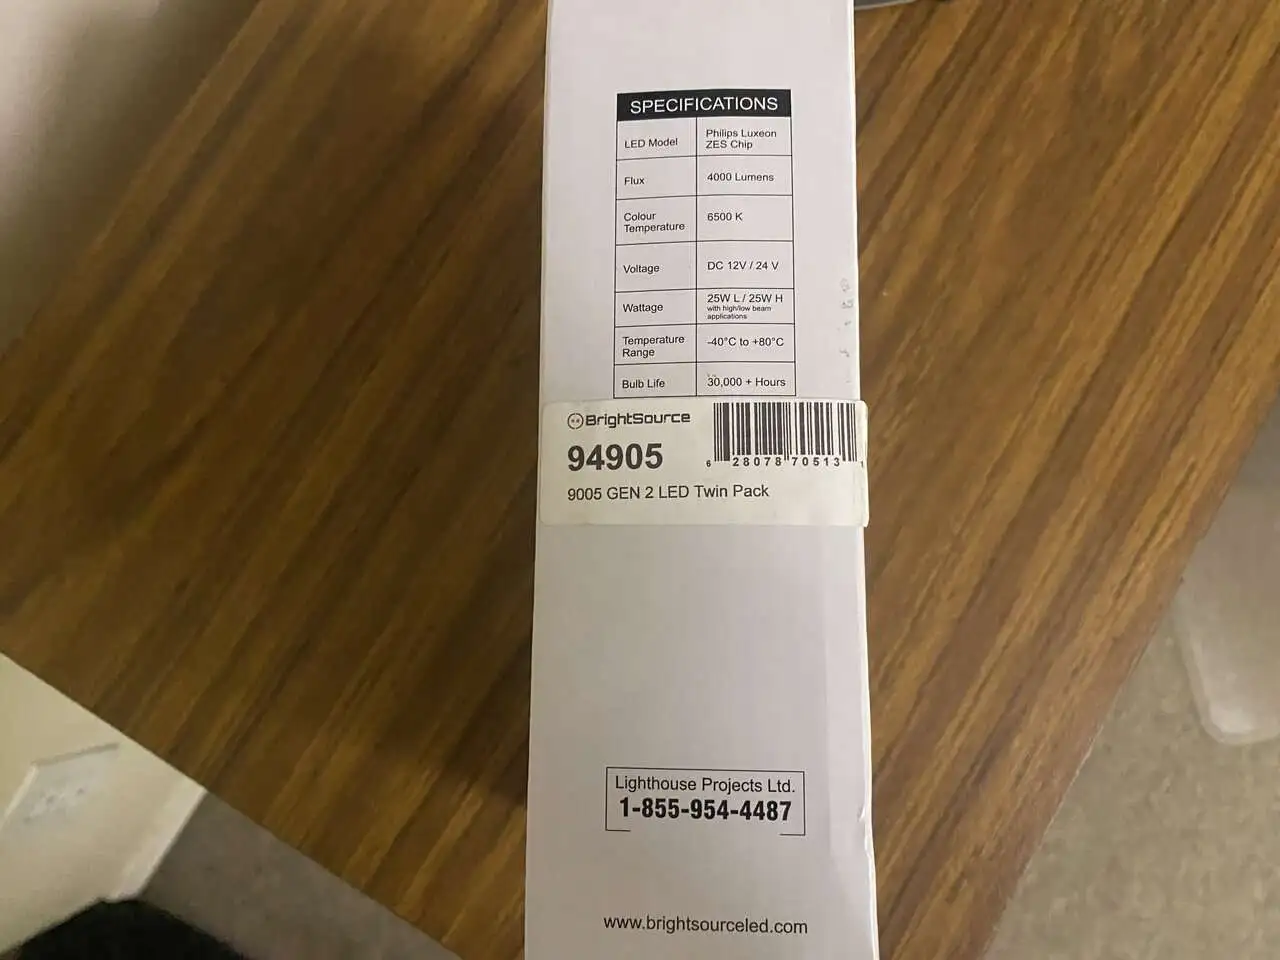 SPECIFICATIONS
LED Model
Philips Luxeon
ZES Chip
Flux
4000 Lumens
Colour
Temperature
6500 K
Voltage
DC 12V / 24 V
Wattage
25W L / 25W H
with high/low beam
applications
Temperature
Range
-40°C to +80°C
Bulb Life
30,000 + Hours
BrightSource
94905
6 28078 70513 1
9005 GEN 2 LED Twin Pack
Lighthouse Projects Ltd.
1-855-954-4487
www.brightsourceled.com